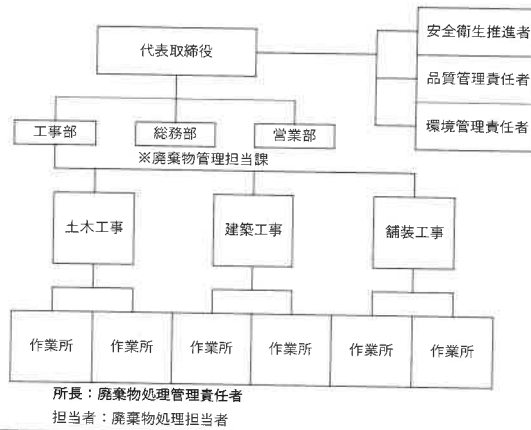 代表取締役
安全衛生推進者
品質管理責任者
環境管理責任者
工事部
総務部
営業部
※廃棄物管理担当課
土木工事
建築工事
舗装工事
作業所
作業所
作業所
作業所
作業所
作業所
所長：廃棄物処理管理責任者
担当者：廃棄物処理担当者